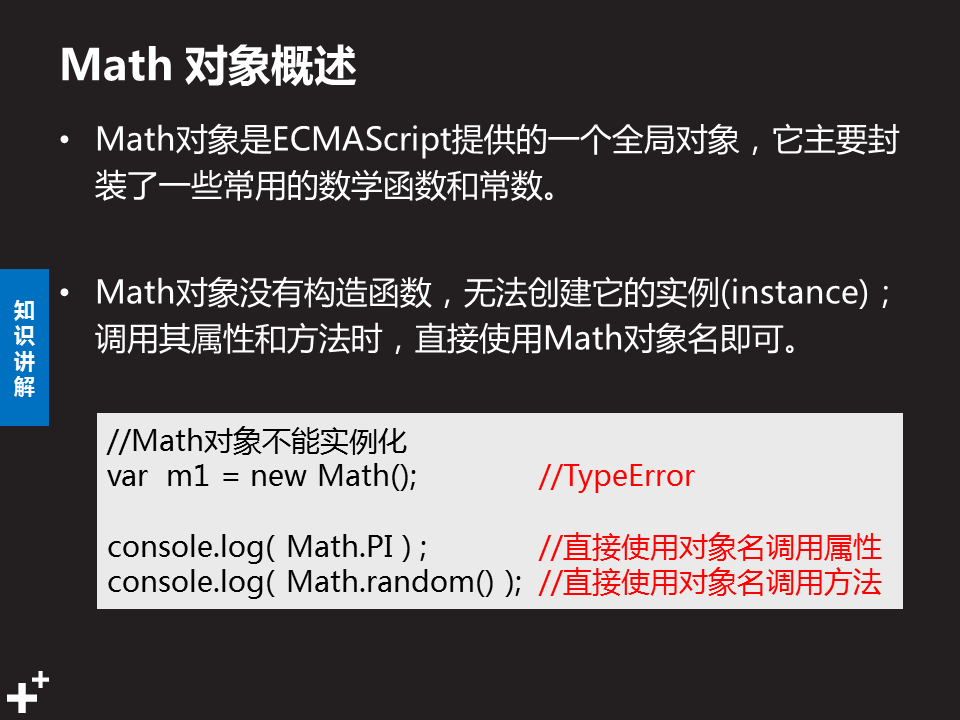 Math 对象概述
• Math对象是ECMAScript提供的一个全局对象，它主要封
装了一些常用的数学函数和常数。
• Math对象没有构造函数，无法创建它的实例(instance)；
调用其属性和方法时，直接使用Math对象名即可。
知
识
讲
解
//Math对象不能实例化
var  m1 = new Math();  //TypeError
console.log( Math.PI ) ;  //直接使用对象名调用属性
console.log( Math.random() );  //直接使用对象名调用方法